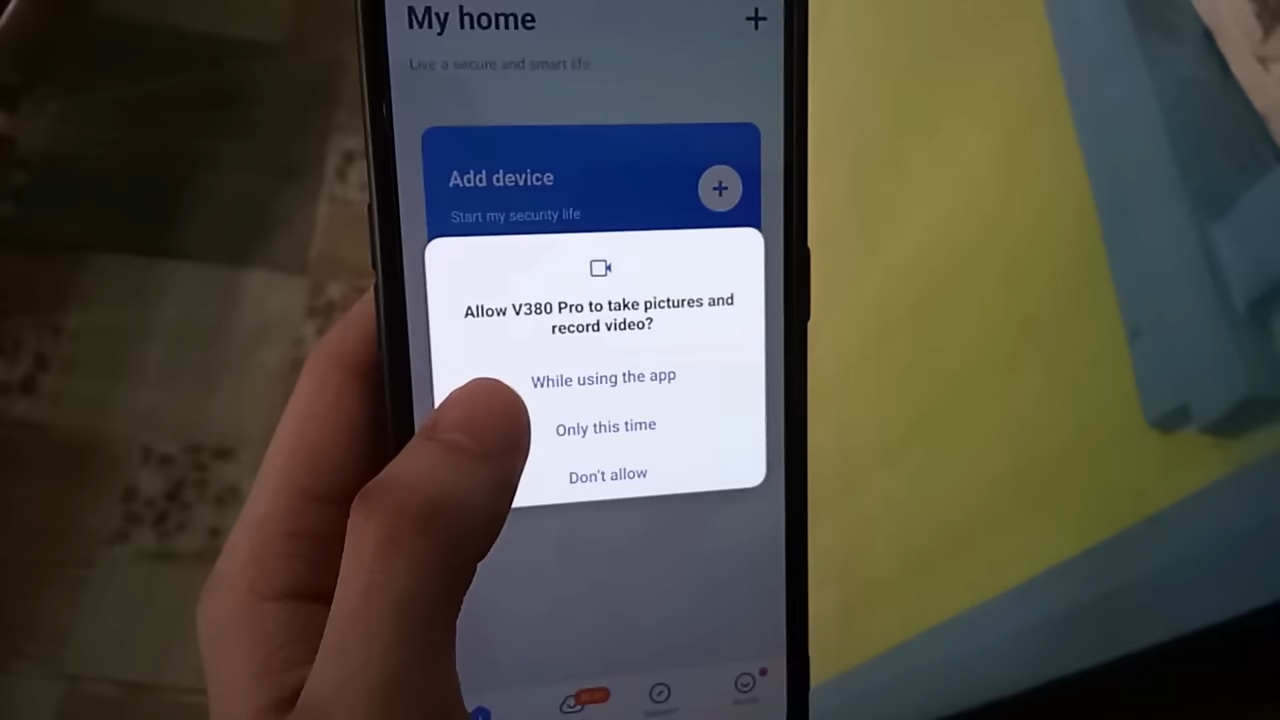 My home
Live a secure and smart life
Add device
Start my security life
Allow V380 Pro to take pictures and
record video?
While using the app
Only this time
Don't allow